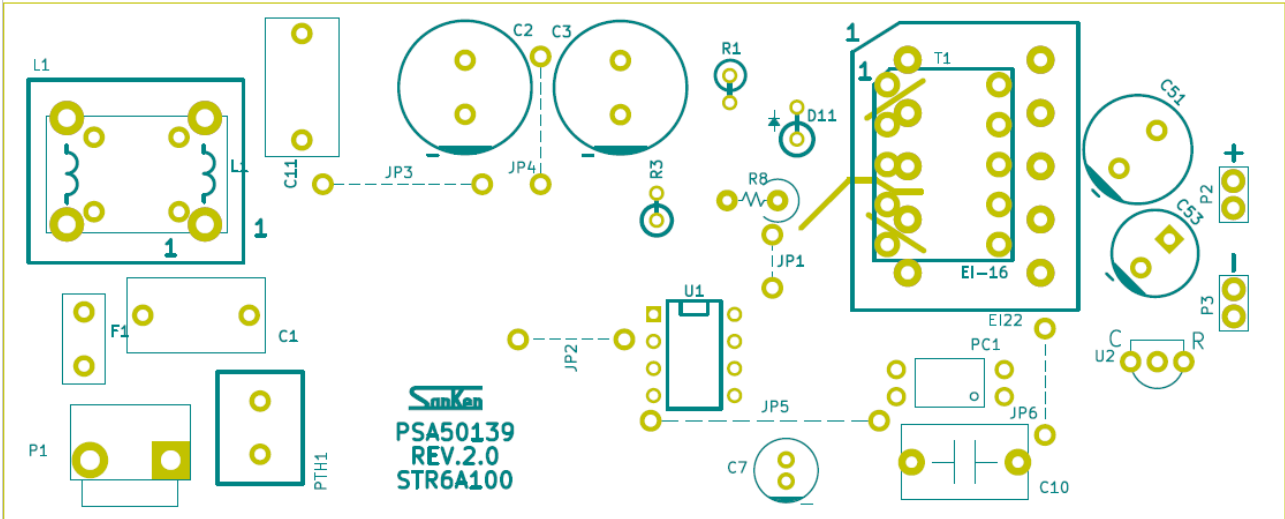 L1
L1
1
1
C11
C2
C3
JP3
JP4
R1
D11
R3
R8
JP1
1
1
T1
EI-16
EI22
C51
C53
+
P2
−
P3
F1
C1
JP2
U1
PC1
C R
U2
JP5
JP6
P1
PTH1
SanKen
PSA50139
REV.2.0
STR6A100
C7
C10